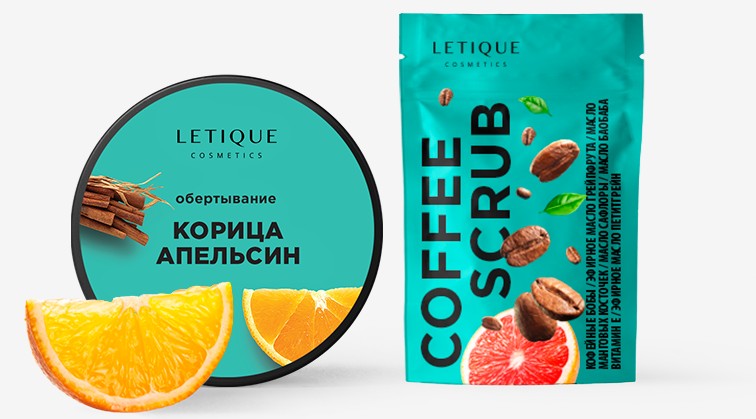 LETIQUE
COSMETICS
обертывание
КОРИЦА
АПЕЛЬСИН
LETIQUE
COSMETICS
COFFEE
SCRUB
КОФЕЙНЫЕ БОБЫ / ЭФИРНОЕ МАСЛО ГРЕЙПФРУТА / МАСЛО
МАНГОВЫХ КОСТОЧЕК / МАСЛО САФЛОРЫ / МАСЛО БАОБАБА
ВИТАМИН Е / ЭФИРНОЕ МАСЛО ПЕТИТГРЕЙН